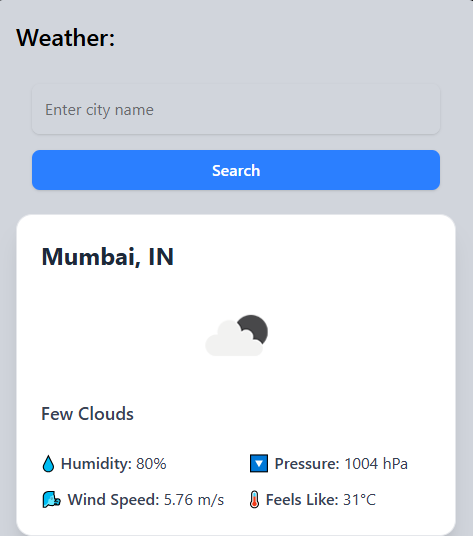 Weather:
Enter city name
Search
Mumbai, IN
Few Clouds
Humidity: 80% Pressure: 1004 hPa
Wind Speed: 5.76 m/s Feels Like: 31°C